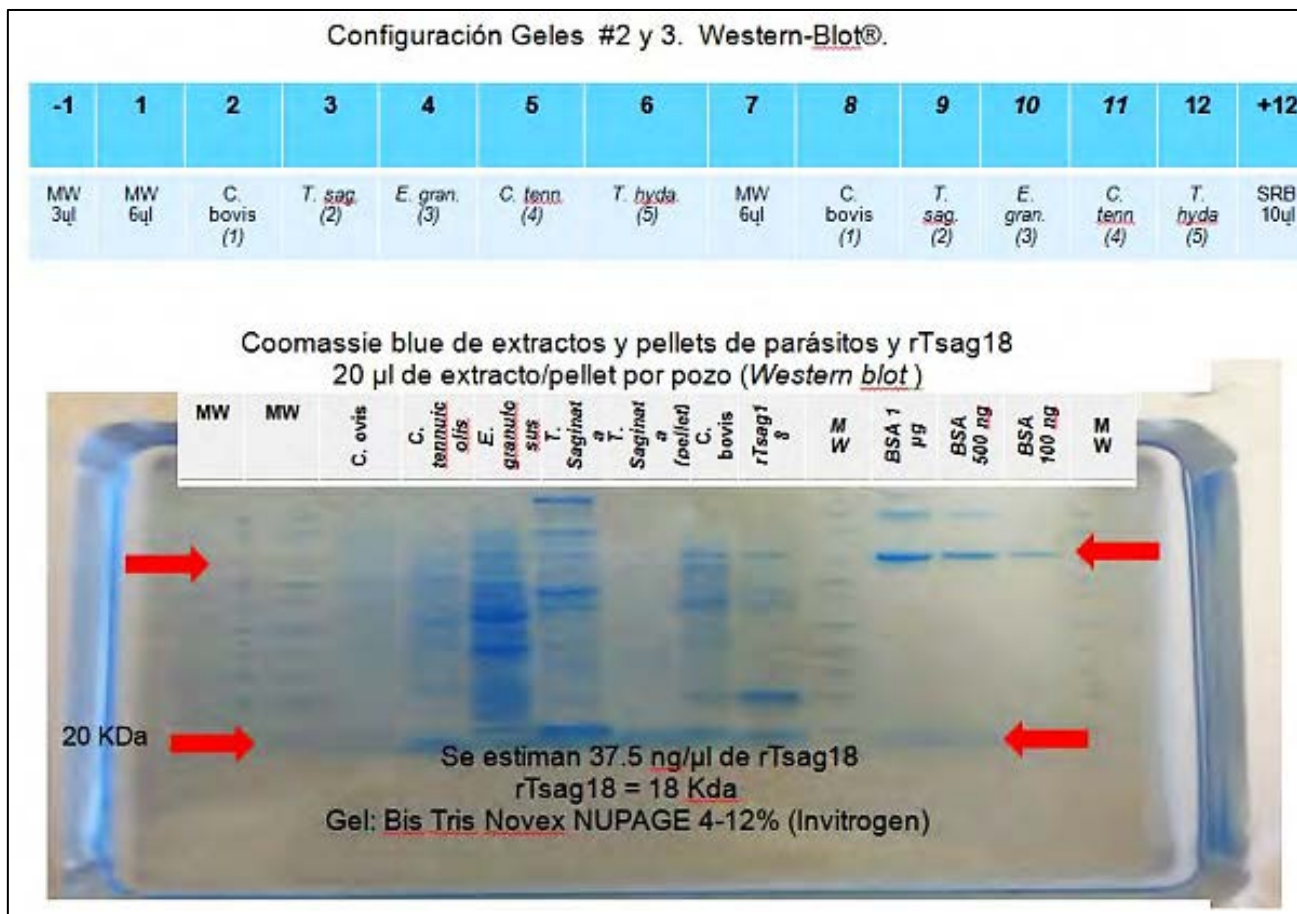 Configuración Geles #2 y 3. Western-Blot®.
-1 1 2 3 4 5 6 7 8 9 10 11 12 +12
MW 3ul
MW 6ul
C. bovis (1)
T. sag. (2)
E. gran. (3)
C. tenn. (4)
T. hyda. (5)
MW 6ul
C. bovis (1)
T. sag. (2)
E. gran. (3)
C. tenn (4)
T. hyda (5)
SRB 10ul
Coomassie blue de extractos y pellets de parásitos y rTsag18
20 µl de extracto/pellet por pozo (Western blot )
MW
MW
C. ovis
C. tennuic olis
E. granulc sus
T. Saginat a
T. Saginat a (pellet)
C. bovis
rTsag1 8
M W
BSA 1 µg
BSA 500 ng
BSA 100 ng
M W
20 KDa
Se estiman 37.5 ng/µl de rTsag18
rTsag18 = 18 Kda
Gel: Bis Tris Novex NUPAGE 4-12% (Invitrogen)